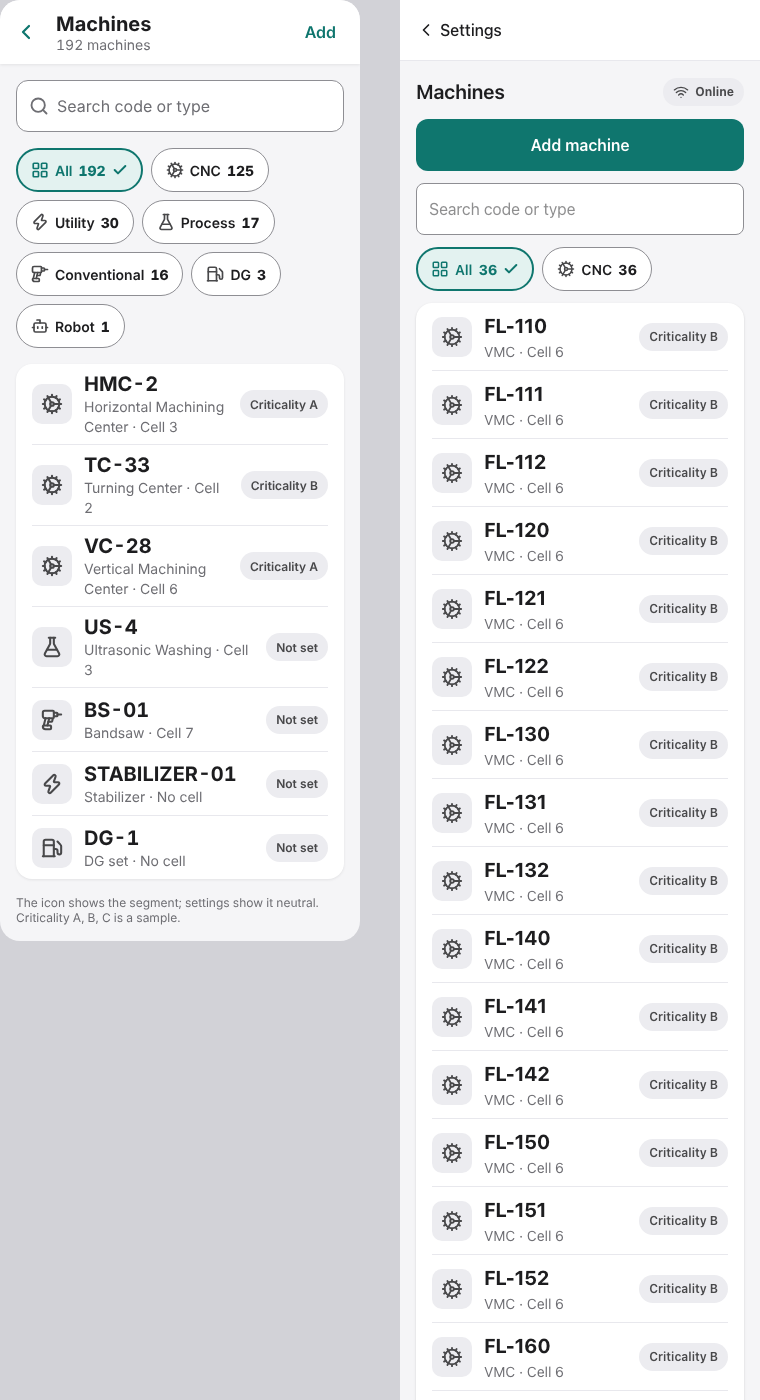 Machines
192 machines
Add
Search code or type
All 192
CNC 125
Utility 30
Process 17
Conventional 16
DG 3
Robot 1
HMC-2
Horizontal Machining
Center · Cell 3
Criticality A
TC-33
Turning Center · Cell
2
Criticality B
VC-28
Vertical Machining
Center · Cell 6
Criticality A
US-4
Ultrasonic Washing · Cell
3
Not set
BS-01
Bandsaw · Cell 7
Not set
STABILIZER-01
Stabilizer · No cell
Not set
DG-1
DG set · No cell
Not set
The icon shows the segment; settings show it neutral.
Criticality A, B, C is a sample.
Settings
Machines
Online
Add machine
Search code or type
All 36
CNC 36
FL-110
VMC · Cell 6
Criticality B
FL-111
VMC · Cell 6
Criticality B
FL-112
VMC · Cell 6
Criticality B
FL-120
VMC · Cell 6
Criticality B
FL-121
VMC · Cell 6
Criticality B
FL-122
VMC · Cell 6
Criticality B
FL-130
VMC · Cell 6
Criticality B
FL-131
VMC · Cell 6
Criticality B
FL-132
VMC · Cell 6
Criticality B
FL-140
VMC · Cell 6
Criticality B
FL-141
VMC · Cell 6
Criticality B
FL-142
VMC · Cell 6
Criticality B
FL-150
VMC · Cell 6
Criticality B
FL-151
VMC · Cell 6
Criticality B
FL-152
VMC · Cell 6
Criticality B
FL-160
VMC · Cell 6
Criticality B